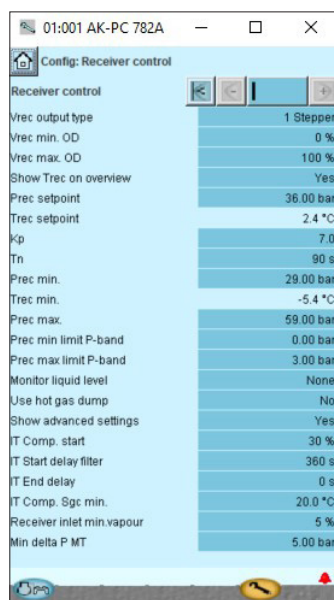 01:001 AK-PC 782A
Config: Receiver control
Receiver control
Vrec output type 1 Stepper
Vrec min. OD 0 %
Vrec max. OD 100 %
Show Trec on overview Yes
Prec setpoint 36.00 bar
Trec setpoint 2.4 °C
Kp 7.0
Tn 90 s
Prec min. 29.00 bar
Trec min. -5.4 °C
Prec max. 59.00 bar
Prec min limit P-band 0.00 bar
Prec max limit P-band 3.00 bar
Monitor liquid level None
Use hot gas dump No
Show advanced settings Yes
IT Comp. start 30 %
IT Start delay filter 360 s
IT End delay 0 s
IT Comp. Sgc min. 20.0 °C
Receiver inlet min.vapour 5 %
Min delta P MT 5.00 bar